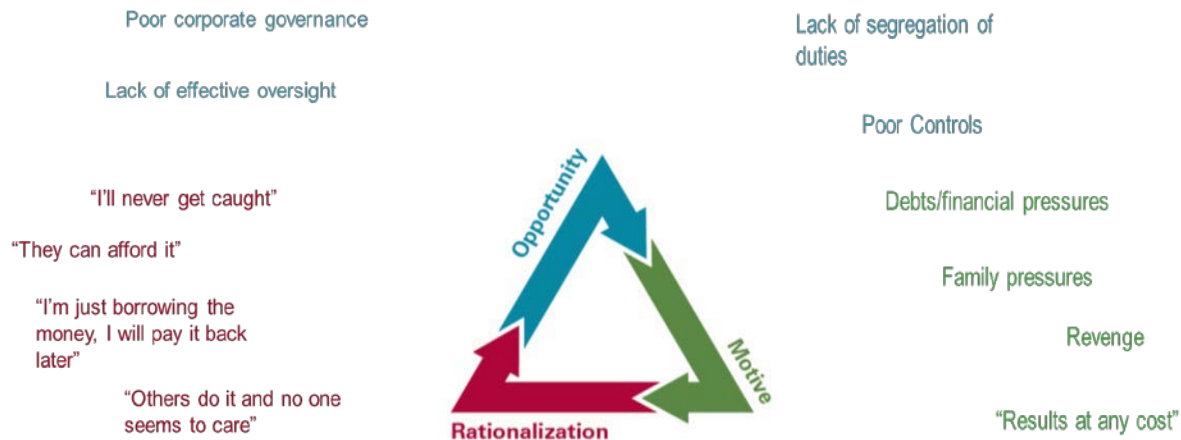 Poor corporate governance
Lack of segregation of
duties
Lack of effective oversight
Poor Controls
Opportunity
“I'll never get caught”
Debts/financial pressures
“They can afford it”
Family pressures
“I'm just borrowing the
money, I will pay it back
later”
Revenge
Motive
“Others do it and no one
seems to care”
“Results at any cost”
Rationalization